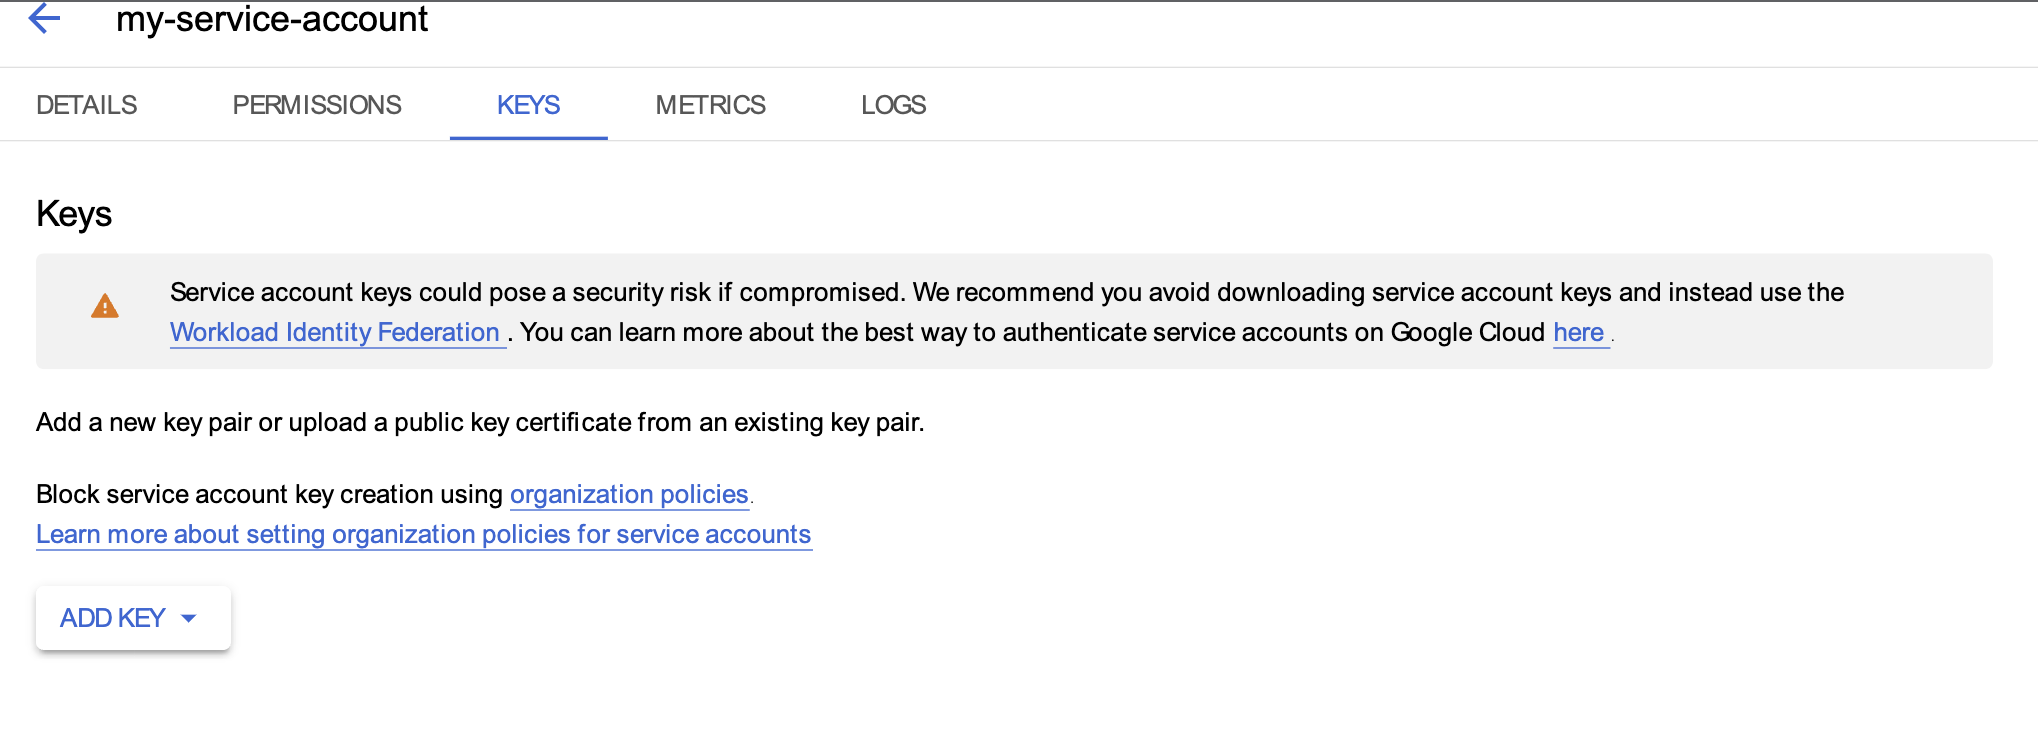 my-service-account
DETAILS PERMISSIONS KEYS METRICS LOGS
Keys
Service account keys could pose a security risk if compromised. We recommend you avoid downloading service account keys and instead use the
Workload Identity Federation . You can learn more about the best way to authenticate service accounts on Google Cloud here .
Add a new key pair or upload a public key certificate from an existing key pair.
Block service account key creation using organization policies.
Learn more about setting organization policies for service accounts
ADD KEY